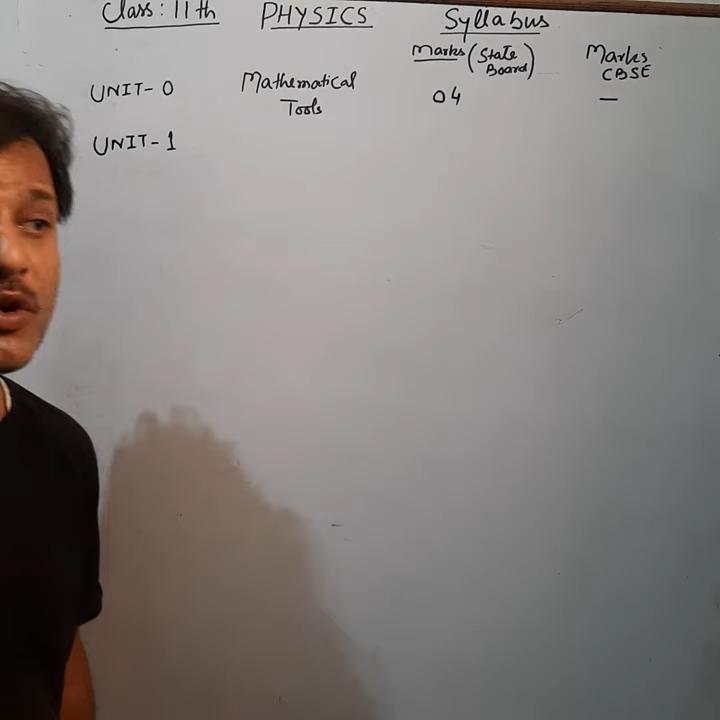 Class: 11th PHYSICS Syllabus
Marks (State Board) Marks CBSE
UNIT-0 Mathematical Tools 04 —
UNIT-1